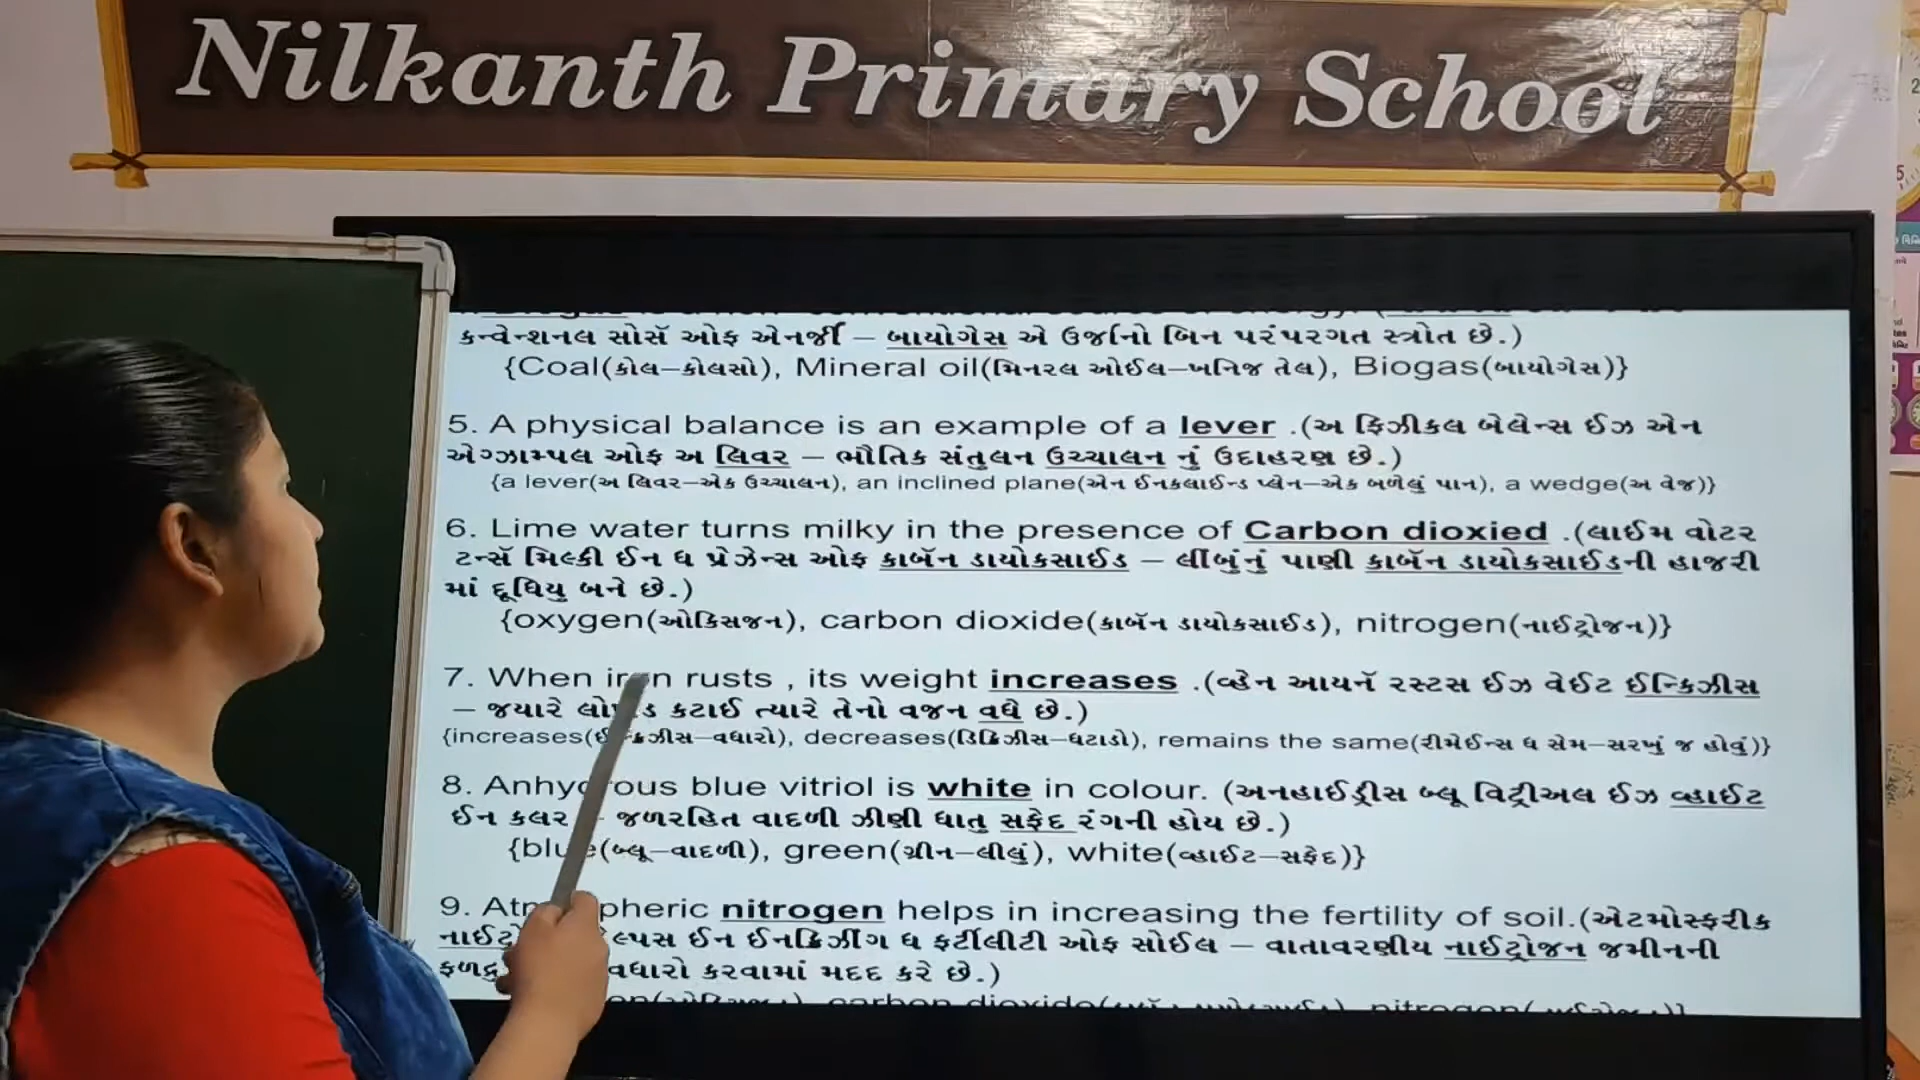 Nilkanth Primary School
કન્વેન્શનલ સોર્સ ઓફ એનર્જી – બાયોગેસ એ ઉર્જાનો બિન પરંપરગત સ્ત્રોત છે.)
{Coal(કોલ–કોલસો), Mineral oil(મિનરલ ઓઈલ–ખનિજ તેલ), Biogas(બાયોગેસ)}
5. A physical balance is an example of a lever .(અ ફિઝીકલ બેલેન્સ ઈઝ એન
એગ્ઝામ્પલ ઓફ અ લિવર – ભૌતિક સંતુલન ઉચ્ચાલન નું ઉદાહરણ છે.)
{a lever(અ લિવર–એક ઉચ્ચાલન), an inclined plane(એન ઈનકલાઈન્ડ પ્લેન–એક બળેલું પાન), a wedge(અ વેજ)}
6. Lime water turns milky in the presence of Carbon dioxied .(લાઈમ વોટર
ટર્ન્સ મિલ્કી ઈન ધ પ્રેઝેન્સ ઓફ કાર્બન ડાયોકસાઈડ – લીંબુંનું પાણી કાર્બન ડાયોકસાઈડની હાજરી
માં દૂધિયુ બને છે.)
{oxygen(ઓકિસજન), carbon dioxide(કાર્બન ડાયોકસાઈડ), nitrogen(નાઈટ્રોજન)}
7. When iron rusts , its weight increases .(વ્હેન આયર્ન રસ્ટસ ઈઝ વેઈટ ઈન્ક્રિઝીસ
– જયારે કટાઈ ત્યારે તેનો વજન વધે છે.)
{increases( –વધારો), decreases(ડિક્રિઝીસ–ઘટાડો), remains the same(રીમેઈન્સ ધ સેમ–સરખું જ હોવું)}
8. Anhydrous blue vitriol is white in colour. (અનહાઈડ્રીસ બ્લૂ વિટ્રીઅલ ઈઝ વ્હાઈટ
ઈન કલર જળરહિત વાદળી ઝીણી ધાતુ સફેદ રંગની હોય છે.)
{blue(બ્લૂ–વાદળી), green(ગ્રીન–લીલું), white(વ્હાઈટ–સફેદ)}
9. Atmospheric nitrogen helps in increasing the fertility of soil.(એટમોસ્ફરીક
ઈન ઈનક્રિઝીંગ ધ ફર્ટીલીટી ઓફ સોઈલ – વાતાવરણીય નાઈટ્રોજન જમીનની
વધારો કરવામાં મદદ કરે છે.)
carbon dioxide( nitrogen(